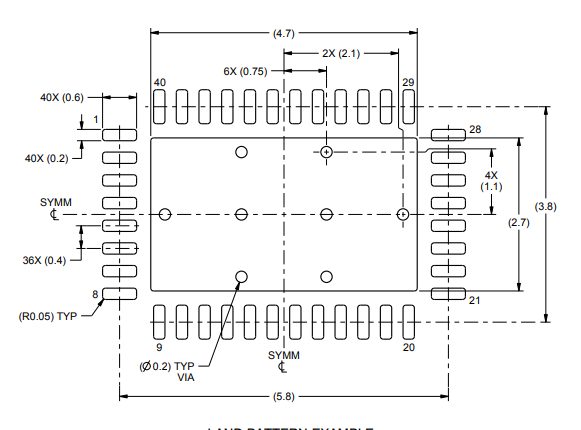 (4.7)
2X (2.1)
6X (0.75)
40
29
40X (0.6)
1
28
40X (0.2)
4X
(1.1)
SYMM
(3.8)
(2.7)
36X (0.4)
8
21
(R0.05) TYP
9
20
SYMM
(Ø0.2) TYP
VIA
(5.8)